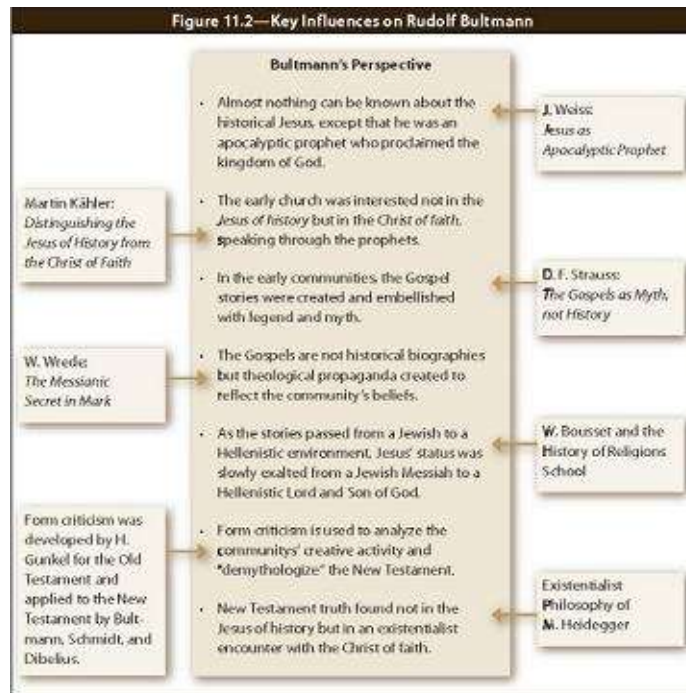 Figure 11.2—Key Influences on Rudolf Bultmann
Bultmann's Perspective
• Almost nothing can be known about the
historical Jesus, except that he was an
apocalyptic prophet who proclaimed the
kingdom of God.
J. Weiss:
Jesus as
Apocalyptic Prophet
Martin Kähler:
Distinguishing the
Jesus of History from
the Christ of Faith
• The early church was interested not in the
Jesus of history but in the Christ of faith,
speaking through the prophets.
• In the early communities, the Gospel
stories were created and embellished
with legend and myth.
D. F. Strauss:
The Gospels as Myth,
not History
W. Wrede:
The Messianic
Secret in Mark
• The Gospels are not historical biographies
but theological propaganda created to
reflect the community's beliefs.
• As the stories passed from a Jewish to a
Hellenistic environment, Jesus' status was
slowly exalted from a Jewish Messiah to a
Hellenistic Lord and Son of God.
W. Bousset and the
History of Religions
School
Form criticism was
developed by H.
Gunkel for the Old
Testament and
applied to the New
Testament by Bult-
mann, Schmidt, and
Dibelius.
• Form criticism is used to analyze the
communitys' creative activity and
"demythologize" the New Testament.
• New Testament truth found not in the
Jesus of history but in an existentialist
encounter with the Christ of faith.
Existentialist
Philosophy of
M. Heidegger